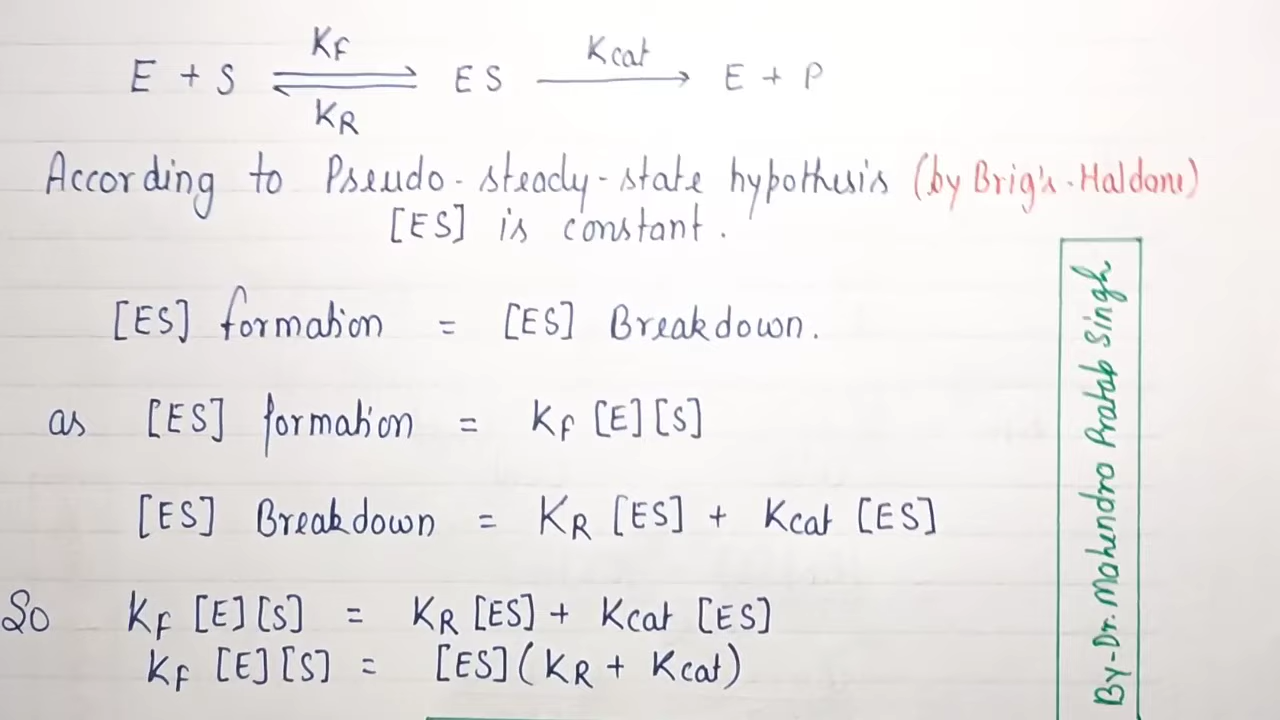 KF
E + S ⇌ ES
Kcat
⟶ E + P
KR
According to Pseudo-steady-state hypothesis (by Brig's-Haldane)
[ES] is constant.
[ES] formation = [ES] Breakdown.
as [ES] formation = KF [E][S]
[ES] Breakdown = KR [ES] + Kcat [ES]
So KF [E][S] = KR [ES] + Kcat [ES]
KF [E][S] = [ES](KR + Kcat)
By-Dr. Mahendra Pratab Singh